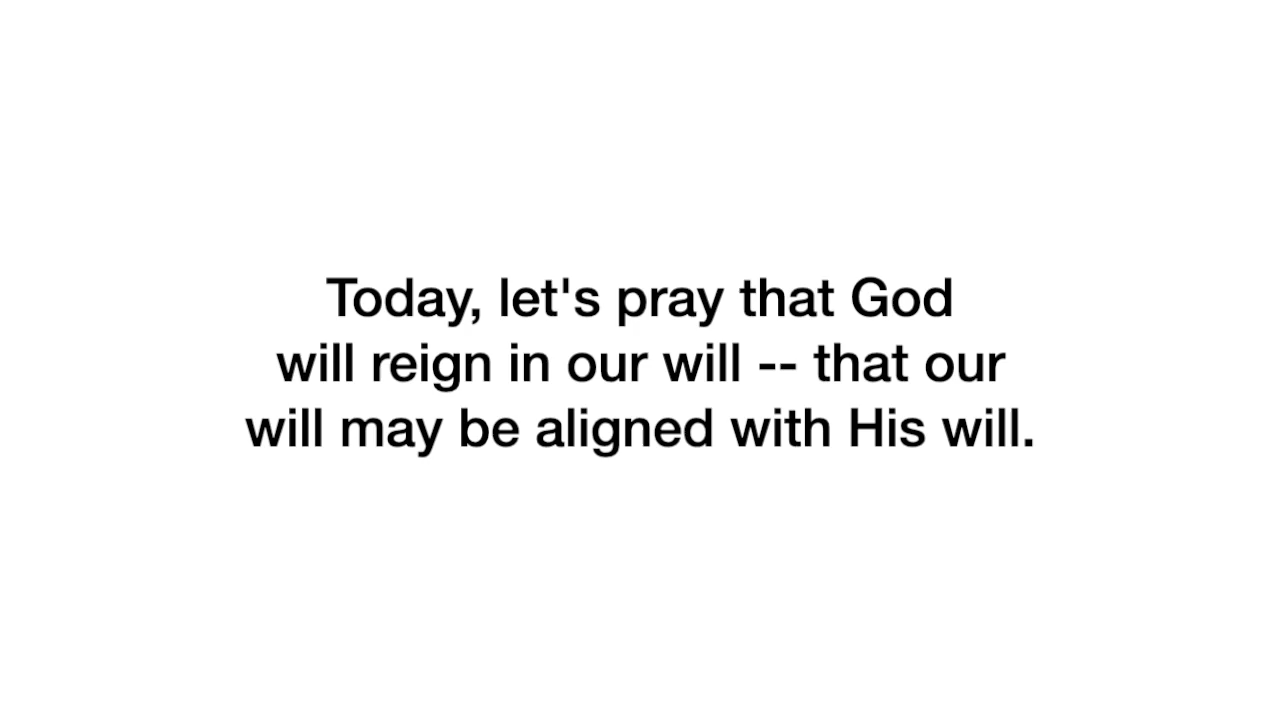 Today, let's pray that God
will reign in our will -- that our
will may be aligned with His will.